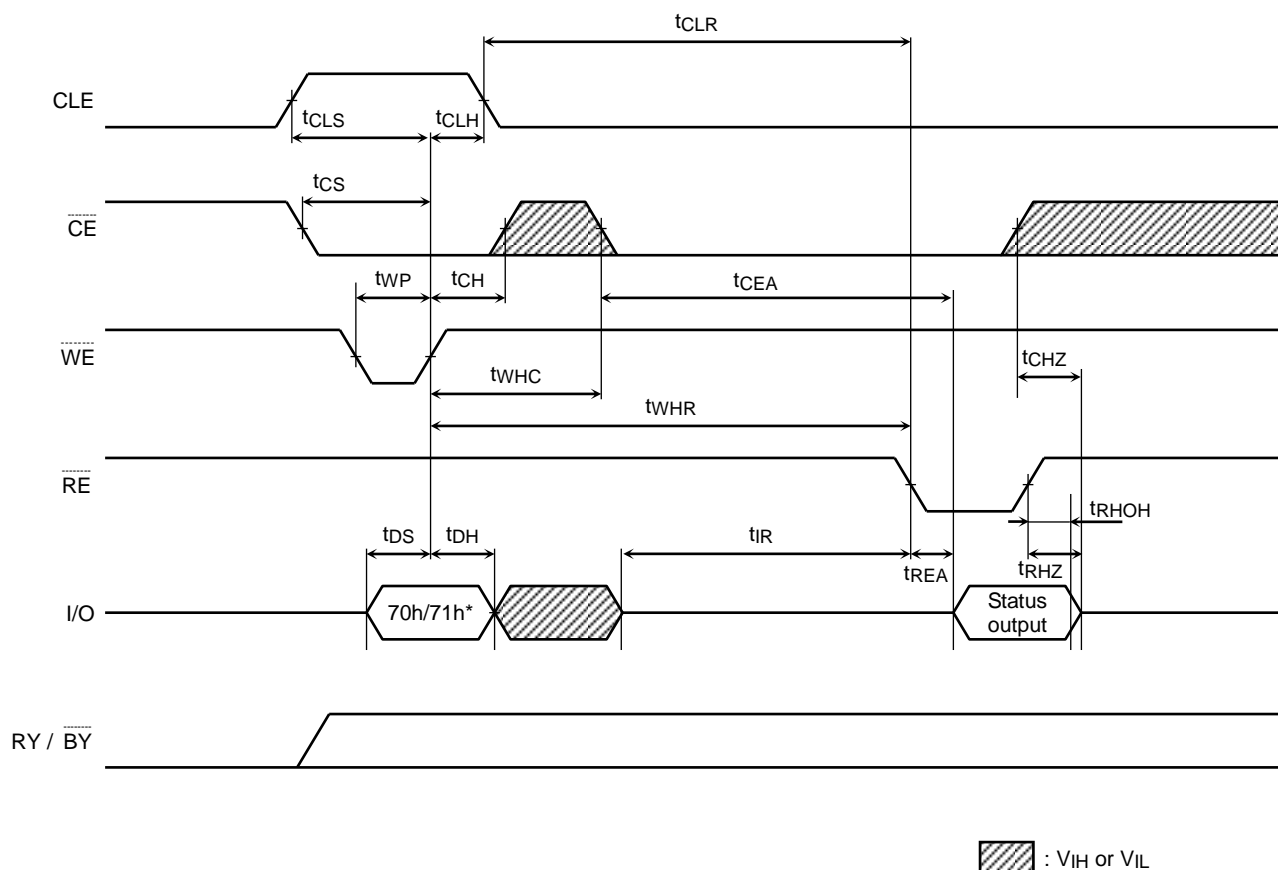 tCLR
CLE
tCLS
tCLH
tCS
CE
tWP
tCH
tCEA
WE
tCHZ
tWHC
tWHR
RE
tRHOH
tDS
tDH
tIR
tREA
tRHZ
I/O
70h/71h*
Status
output
RY / BY
: VIH or VIL